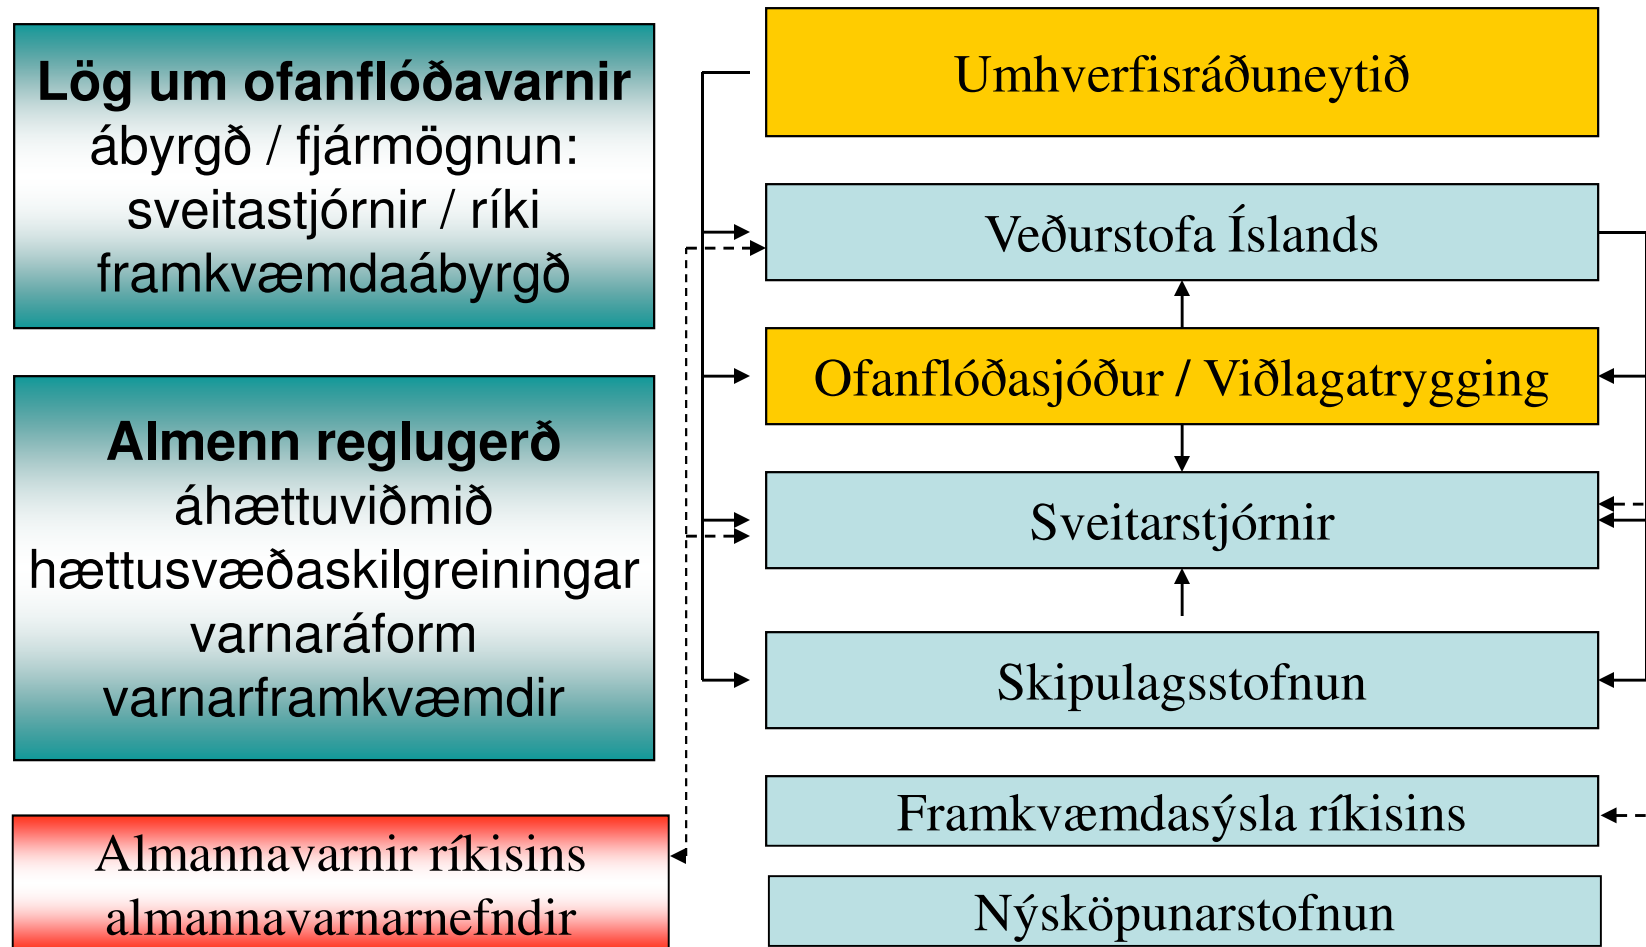 Lög um ofanflóðavarnir
ábyrgð / fjármögnun:
sveitastjórnir / ríki
framkvæmdaábyrgð
Almenn reglugerð
áhættuviðmið
hættusvæðaskilgreiningar
varnaráform
varnarframkvæmdir
Almannavarnir ríkisins
almannavarnarnefndir
Umhverfisráðuneytið
Veðurstofa Íslands
Ofanflóðasjóður / Viðlagatrygging
Sveitarstjórnir
Skipulagsstofnun
Framkvæmdasýsla ríkisins
Nýsköpunarstofnun